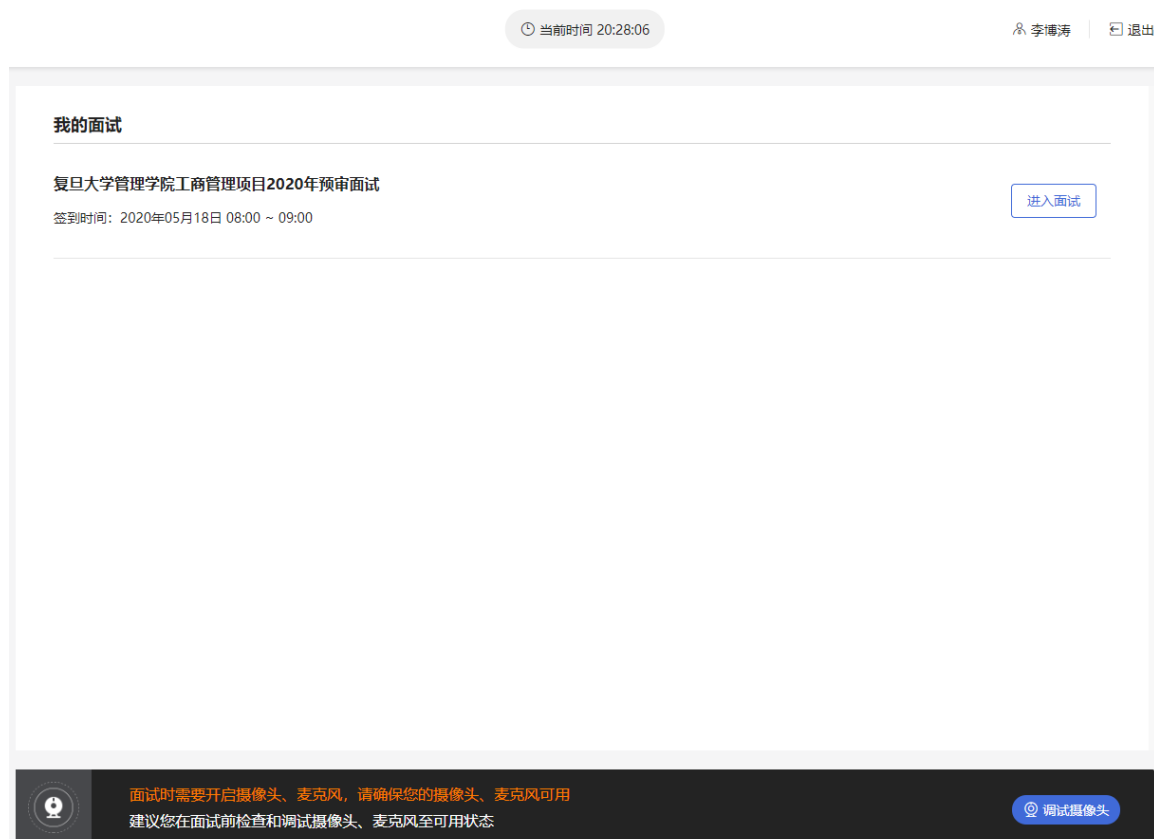 当前时间 20:28:06
李博涛 退出
我的面试
复旦大学管理学院工商管理项目2020年预审面试
签到时间：2020年05月18日 08:00 ~ 09:00
进入面试
面试时需要开启摄像头、麦克风，请确保您的摄像头、麦克风可用
建议您在面试前检查和调试摄像头、麦克风至可用状态
调试摄像头